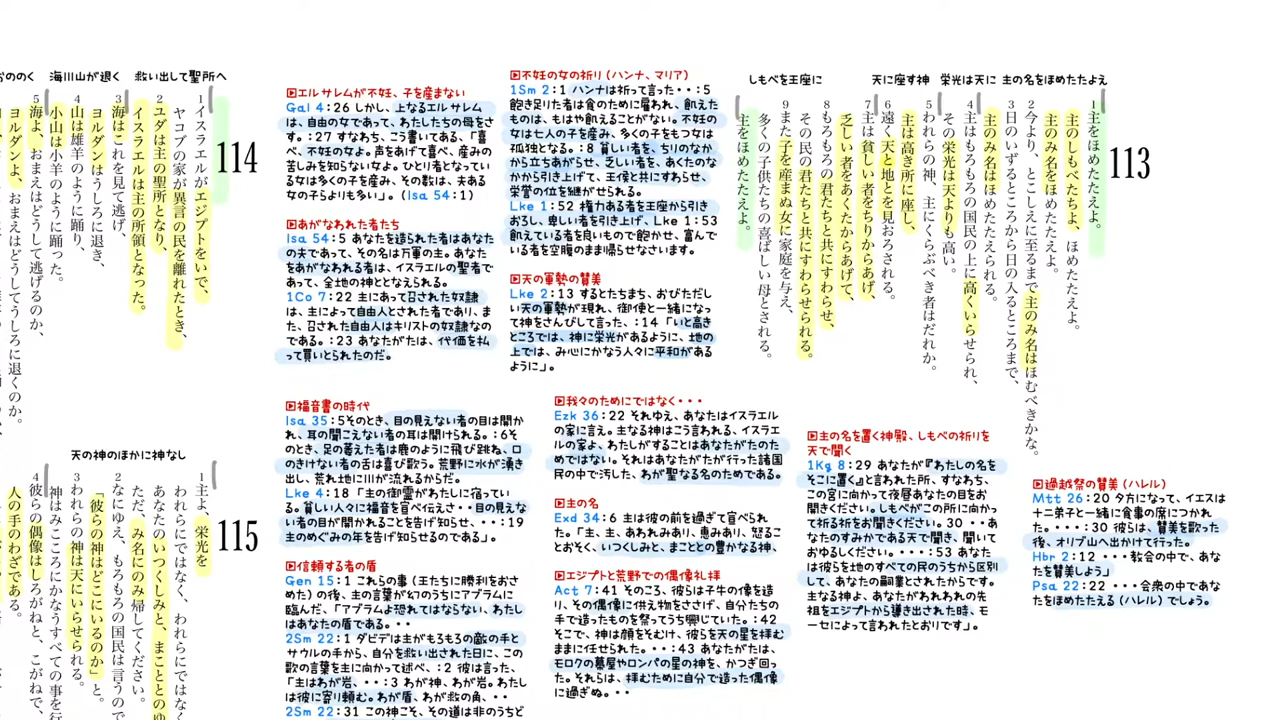 しもべを王座に
天に座す神
栄光は天に
主の名をほめたたえよ
113
1主をほめたたえよ。
主のしもべたちよ、ほめたたえよ。
主のみ名をほめたたえよ。
2今より、とこしえに至るまで主のみ名はほむべきかな。
3日のいずるところから日の入るところまで、
主のみ名はほめたたえられる。
4主はもろもろの国民の上に高くいらせられ、
その栄光は天よりも高い。
5われらの神、主にくらぶべき者はだれか。
主は高き所に座し、
6遠く天と地とを見おろされる。
7主は貧しい者をちりからあげ、
乏しい者をあくたからあげて、
8もろもろの君たちと共にすわらせ、
その民の君たちと共にすわらせられる。
9また子を産まぬ女に家庭を与え、
多くの子供たちの喜ばしい母とされる。
主をほめたたえよ。
不妊の女の祈り(ハンナ、マリア)
1Sm 2:1 ハンナは祈って言った・・:5
飽き足りた者は食のために雇われ、飢えた
ものは、もはや飢えることがない。不妊の
女は七人の子を産み、多くの子をもつ女は
孤独となる。:8 貧しい者を、ちりのなか
から立ちあがらせ、乏しい者を、あくたのな
かから引き上げて、王侯と共にすわらせ、
栄誉の位を継がせられる。
Lke 1:52 権力ある者を王座から引き
おろし、卑しい者を引き上げ、Lke 1:53
飢えている者を良いもので飽かせ、富んで
いる者を空腹のまま帰らせなさいます。
天の軍勢の賛美
Lke 2:13 するとたちまち、おびただし
い天の軍勢が現れ、御使と一緒になっ
て神をさんびして言った、:14 「いと高き
ところでは、神に栄光があるように、地の
上では、み心にかなう人々に平和がある
ように」。
エルサレムが不妊、子を産まない
Gal 4:26 しかし、上なるエルサレム
は、自由の女であって、わたしたちの母をさ
す。:27 すなわち、こう書いてある、「喜
べ、不妊の女よ。声をあげて喜べ、産みの
苦しみを知らない女よ。ひとり者となってい
る女は多くの子を産み、その数は、夫ある
女の子らよりも多い」。(Isa 54:1)
あがなわれた者たち
Isa 54:5 あなたを造られた者はあなた
の夫であって、その名は万軍の主。あなた
をあがなわれる者は、イスラエルの聖者で
あって、全地の神ととなえられる。
1Co 7:22 主にあって召された奴隷
は、主によって自由人とされた者であり、ま
た、召された自由人はキリストの奴隷なので
ある。:23 あなたがたは、代価を払
って買いとられたのだ。
救い出して聖所へ
海川山が退く
おののく
114
1イスラエルがエジプトをいで、
ヤコブの家が異言の民を離れたとき、
2ユダは主の聖所となり、
イスラエルは主の所領となった。
3海はこれを見て逃げ、
ヨルダンはうしろに退き、
4山は雄羊のように踊り、
小山は小羊のように踊った。
5海よ、おまえはどうして逃げるのか、
ヨルダンよ、おまえはどうしてうしろに退くのか。
過越祭の賛美(ハレル)
Mtt 26:20 夕方になって、イエスは
十二弟子と一緒に食事の席につかれ
た。・・・・:30 彼らは、賛美を歌った
後、オリブ山へ出かけて行った。
Hbr 2:12 ・・・教会の中で、あな
たを賛美しよう」
Psa 22:22 ・・・会衆の中であな
たをほめたたえる(ハレル)でしょう。
主の名を置く神殿、しもべの祈りを
天で聞く
1Kg 8:29 あなたが『わたしの名を
そこに置く』と言われた所、すなわち、
この宮に向かって夜昼あなたの目をお
開きください。しもべがこの所に向かっ
て祈る祈をお聞きください。30 ・・あ
なたのすみかである天で聞き、聞いて
おゆるしください。・・・・:53 あなた
は彼らを地のすべての民のうちから区別
して、あなたの嗣業とされたからです。
主なる神よ、あなたがわれわれの先
祖をエジプトから導き出された時、モ
ーセによって言われたとおりです」。
我々のためにではなく・・・
Ezk 36:22 それゆえ、あなたはイスラエル
の家に言え。主なる神はこう言われる、イスラ
エルの家よ、わたしがすることはあなたがたのた
めではない。それはあなたがたが行った諸国
民の中で汚した、わが聖なる名のためである。
主の名
Exd 34:6 主は彼の前を過ぎて宣べられ
た。「主、主、あわれみあり、恵みあり、怒るこ
とおそく、いつくしみと、まこととの豊かなる神、
エジプトと荒野での偶像礼拝
Act 7:41 そのころ、彼らは子牛の像を造
り、その偶像に供え物をささげ、自分たちの
手で造ったものを祭ってうち興じていた。:42
そこで、神は顔をそむけ、彼らを天の星を拝む
ままに任せられた。・・:43 あなたがたは、
モロクの幕屋やロンパの星の神を、かつぎ回っ
た。それらは、拝むために自分で造った偶像
に過ぎぬ。・・
福音書の時代
Isa 35:5そのとき、目の見えない者の目は開か
れ、耳の聞こえない者の耳は開けられる。:6そ
のとき、足の萎えた者は鹿のように飛び跳ね、口
のきけない者の舌は喜び歌う。荒野に水が湧き
出し、荒れ地に川が流れるからだ。
Lke 4:18 「主の御霊がわたしに宿ってい
る。貧しい人々に福音を宣べ伝えさ・・目の見えな
い者の目が開かれることを告げ知らせ、・・:19
主のめぐみの年を告げ知らせるのである」。
信頼する者の盾
Gen 15:1 これらの事(王たちに勝利をおさ
めた)の後、主の言葉が幻のうちにアブラムに
臨んだ、「アブラムよ恐れてはならない、わたし
はあなたの盾である。・・
2Sm 22:1 ダビデは主がもろもろの敵の手と
サウルの手から、自分を救い出された日に、こ
の歌の言葉を主に向かって述べ、:2 彼は言った、
「主はわが岩、・・:3 わが神、わが岩。わたし
は彼に寄り頼む。わが盾、わが救の角、・・
2Sm 22:31 この神こそ、その道は非のうちど
天の神のほかに神なし
115
1主よ、栄光を
われらにではなく、われらにではなく
あなたのいつくしみと、まこととのゆ
ただ、み名にのみ帰してください。
2なにゆえ、もろもろの国民は言うので
「彼らの神はどこにいるのか」と。
3われらの神は天にいらせられる。
神はみこころにかなうすべての事を行
4彼らの偶像はしろがねと、こがねで、
人の手のわざである。